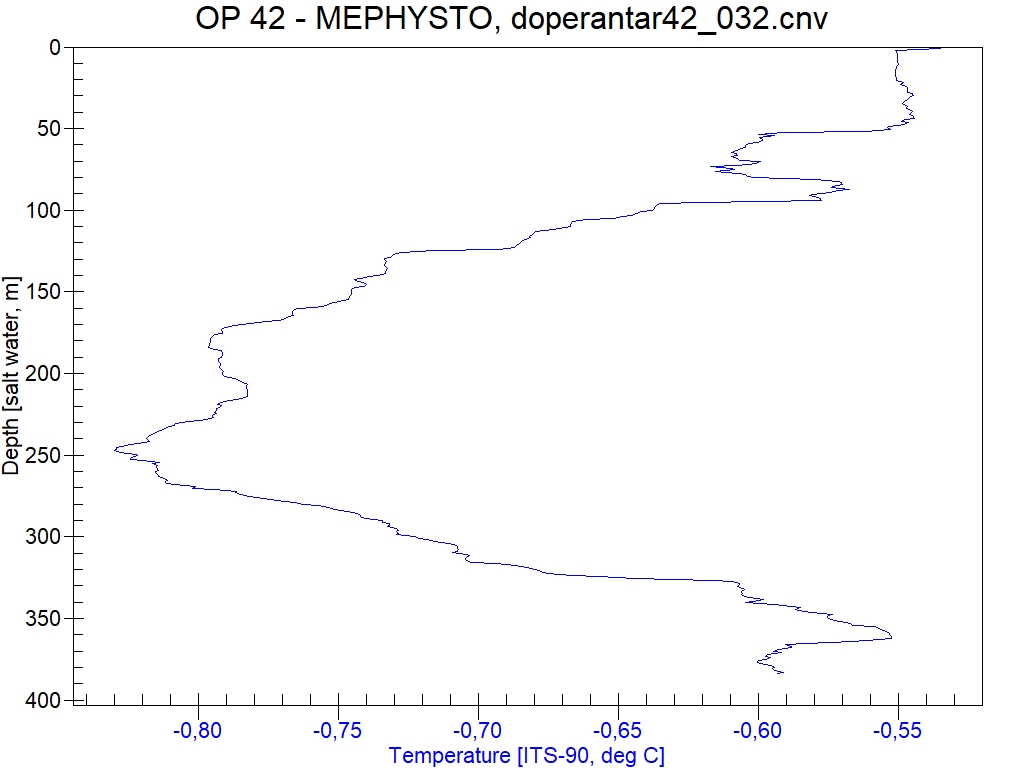 OP 42 - MEPHYSTO, doperantar42_032.cnv
0
50
100
150
200
250
300
350
400
Depth [salt water, m]
-0,80 -0,75 -0,70 -0,65 -0,60 -0,55
Temperature [ITS-90, deg C]